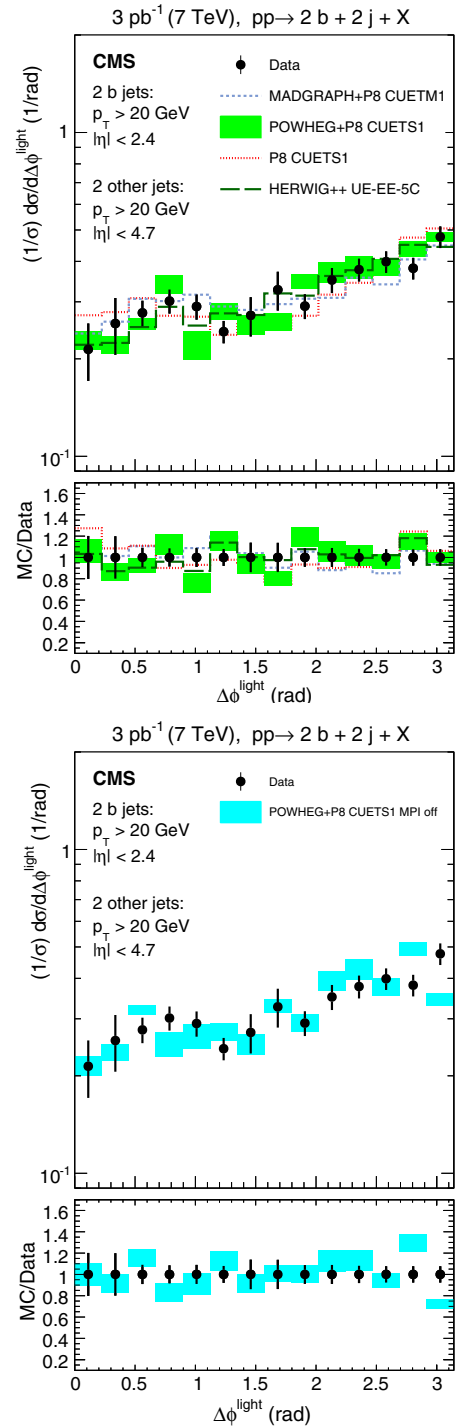 3 pb⁻¹ (7 TeV), pp→ 2 b + 2 j + X
CMS
2 b jets:
p_T > 20 GeV
|η| < 2.4
2 other jets:
p_T > 20 GeV
|η| < 4.7
Data
MADGRAPH+P8 CUETM1
POWHEG+P8 CUETS1
P8 CUETS1
HERWIG++ UE-EE-5C
(1/σ) dσ/dΔϕ^light (1/rad)
1
10⁻¹
MC/Data
1.6
1.4
1.2
1
0.8
0.6
0.4
0.2
0 0.5 1 1.5 2 2.5 3
Δϕ^light (rad)
3 pb⁻¹ (7 TeV), pp→ 2 b + 2 j + X
CMS
2 b jets:
p_T > 20 GeV
|η| < 2.4
2 other jets:
p_T > 20 GeV
|η| < 4.7
Data
POWHEG+P8 CUETS1 MPI off
(1/σ) dσ/dΔϕ^light (1/rad)
1
10⁻¹
MC/Data
1.6
1.4
1.2
1
0.8
0.6
0.4
0.2
0 0.5 1 1.5 2 2.5 3
Δϕ^light (rad)